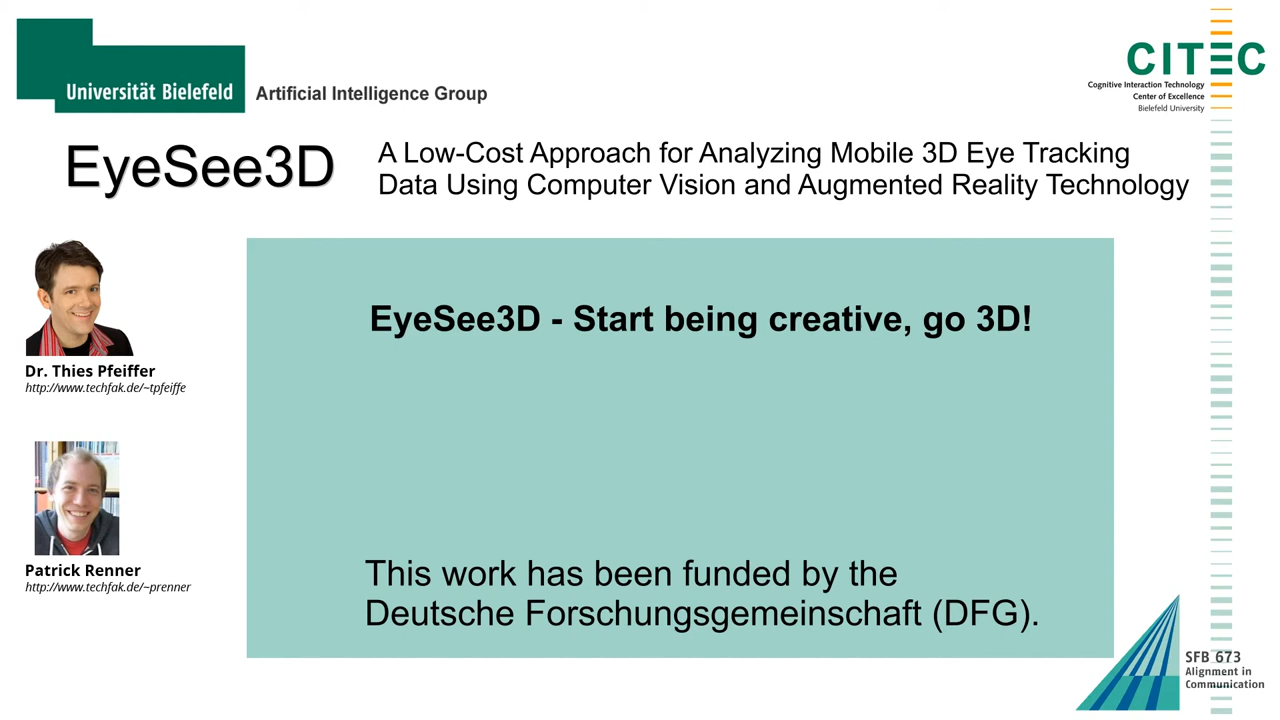 Universität Bielefeld
Artificial Intelligence Group
CITEC
Cognitive Interaction Technology
Center of Excellence
Bielefeld University
EyeSee3D
A Low-Cost Approach for Analyzing Mobile 3D Eye Tracking
Data Using Computer Vision and Augmented Reality Technology
Dr. Thies Pfeiffer
http://www.techfak.de/~tpfeiffe
Patrick Renner
http://www.techfak.de/~prenner
EyeSee3D - Start being creative, go 3D!
This work has been funded by the
Deutsche Forschungsgemeinschaft (DFG).
SFB 673
Alignment in
Communication